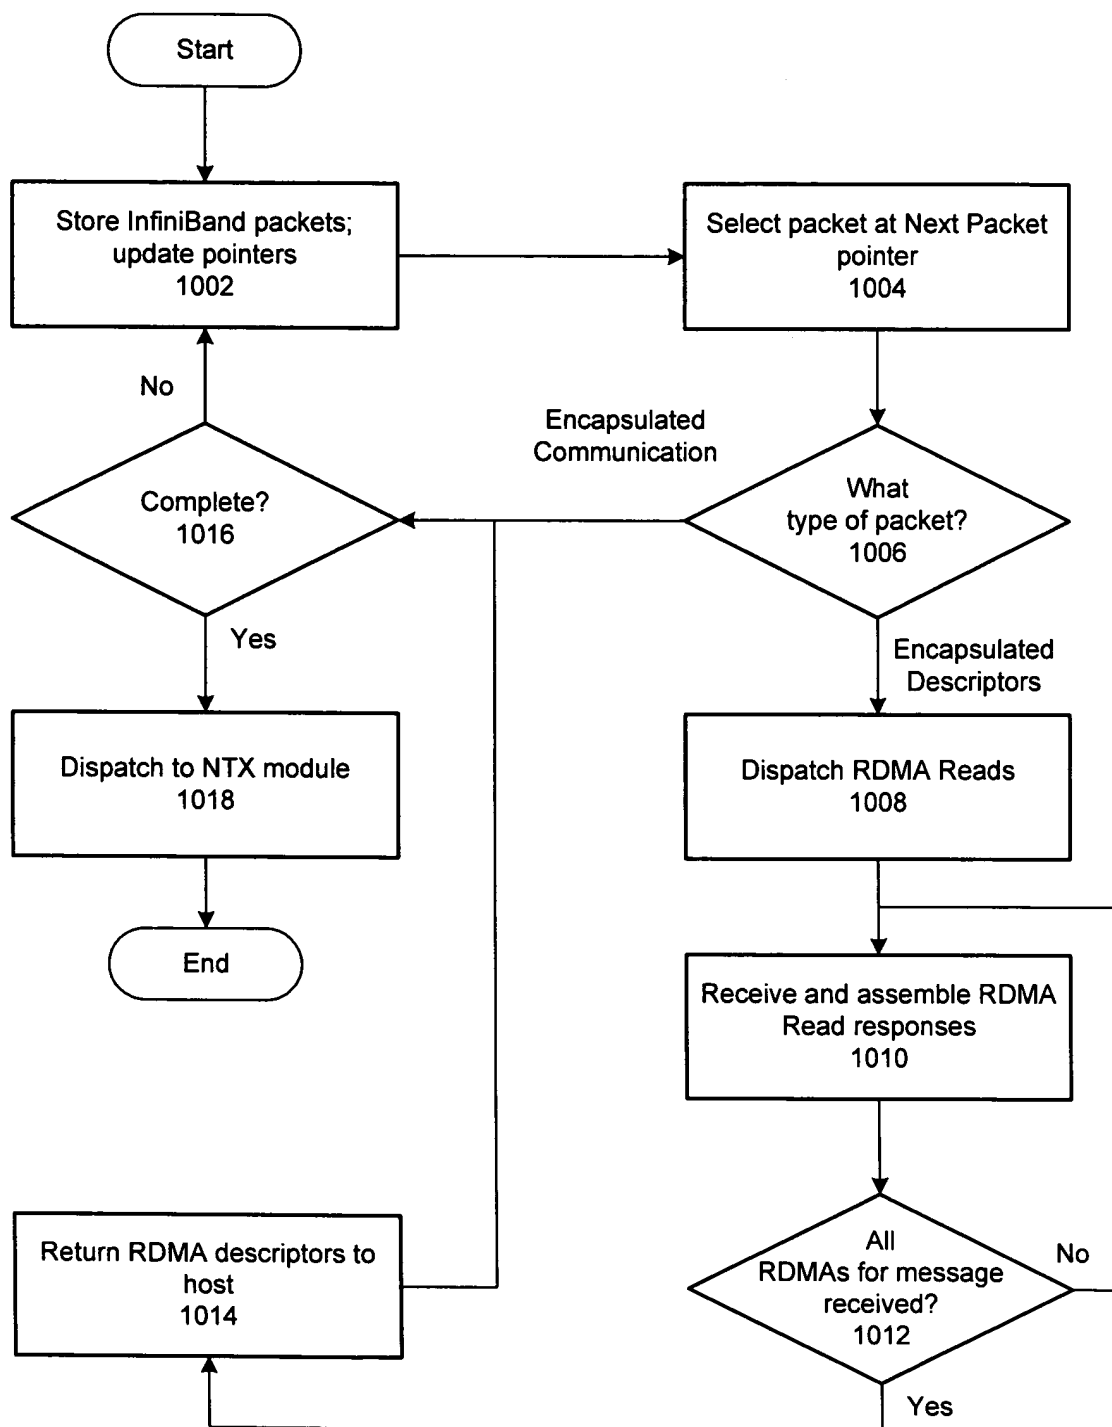 Start
Store InfiniBand packets;
update pointers
1002
Select packet at Next Packet
pointer
1004
No
Encapsulated
Communication
Complete?
1016
What
type of packet?
1006
Yes
Encapsulated
Descriptors
Dispatch to NTX module
1018
Dispatch RDMA Reads
1008
End
Receive and assemble RDMA
Read responses
1010
Return RDMA descriptors to
host
1014
All
RDMAs for message
received?
1012
No
Yes